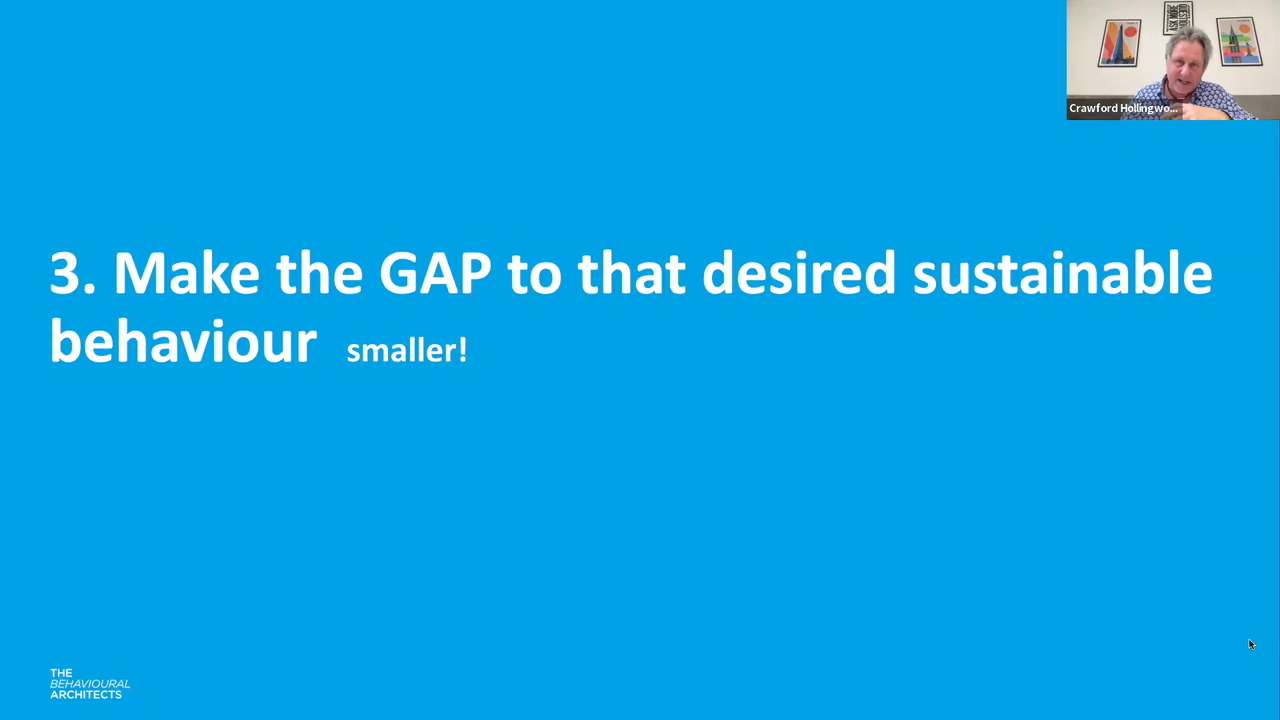 Crawford Hollingwo...
3. Make the GAP to that desired sustainable
behaviour smaller!
THE
BEHAVIOURAL
ARCHITECTS